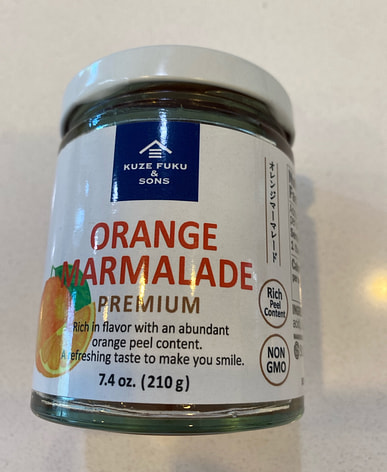 KUZE FUKU
&
SONS
ORANGE
MARMALADE
PREMIUM
Rich in flavor with an abundant
orange peel content.
A refreshing taste to make you smile.
7.4 oz. (210 g)
オレンジマーマレード
Rich
Peel
Content
NON
GMO